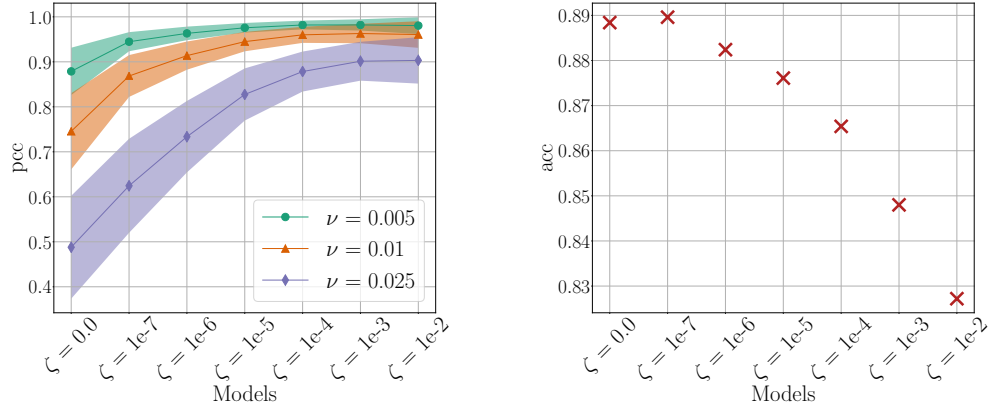 pcc
1.0
0.9
0.8
0.7
0.6
0.5
0.4
ν = 0.005
ν = 0.01
ν = 0.025
ζ = 0.0
ζ = 1e-7
ζ = 1e-6
ζ = 1e-5
ζ = 1e-4
ζ = 1e-3
ζ = 1e-2
Models
acc
0.89
0.88
0.87
0.86
0.85
0.84
0.83
ζ = 0.0
ζ = 1e-7
ζ = 1e-6
ζ = 1e-5
ζ = 1e-4
ζ = 1e-3
ζ = 1e-2
Models